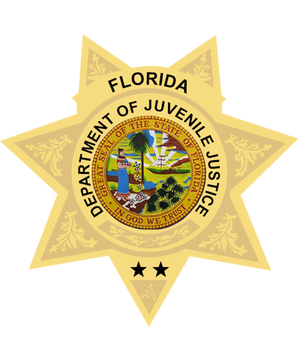 FLORIDA
DEPARTMENT OF JUVENILE JUSTICE
GREAT SEAL OF THE STATE OF FLORIDA
IN GOD WE TRUST